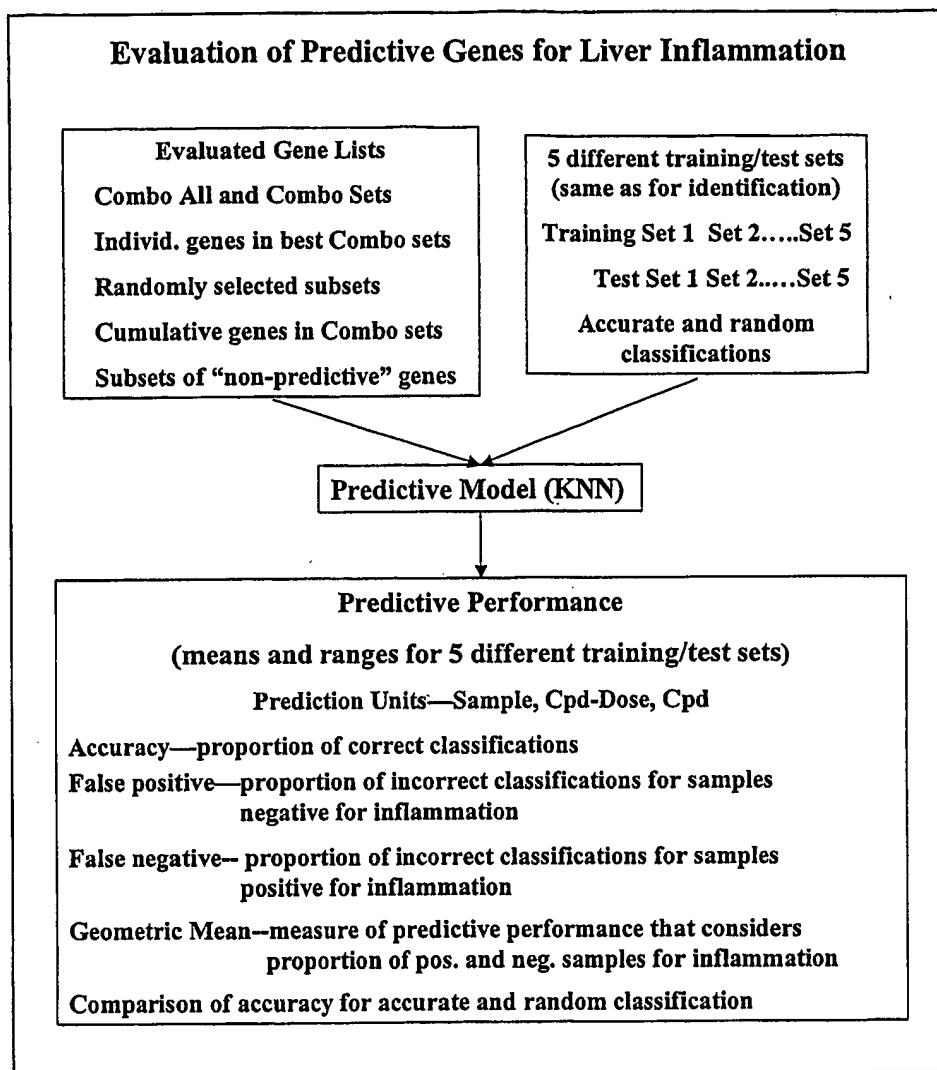 Evaluation of Predictive Genes for Liver Inflammation
Evaluated Gene Lists
Combo All and Combo Sets
Individ. genes in best Combo sets
Randomly selected subsets
Cumulative genes in Combo sets
Subsets of “non-predictive” genes
5 different training/test sets
(same as for identification)
Training Set 1 Set 2.....Set 5
Test Set 1 Set 2.....Set 5
Accurate and random
classifications
Predictive Model (KNN)
Predictive Performance
(means and ranges for 5 different training/test sets)
Prediction Units—Sample, Cpd-Dose, Cpd
Accuracy—proportion of correct classifications
False positive—proportion of incorrect classifications for samples
negative for inflammation
False negative-- proportion of incorrect classifications for samples
positive for inflammation
Geometric Mean--measure of predictive performance that considers
proportion of pos. and neg. samples for inflammation
Comparison of accuracy for accurate and random classification